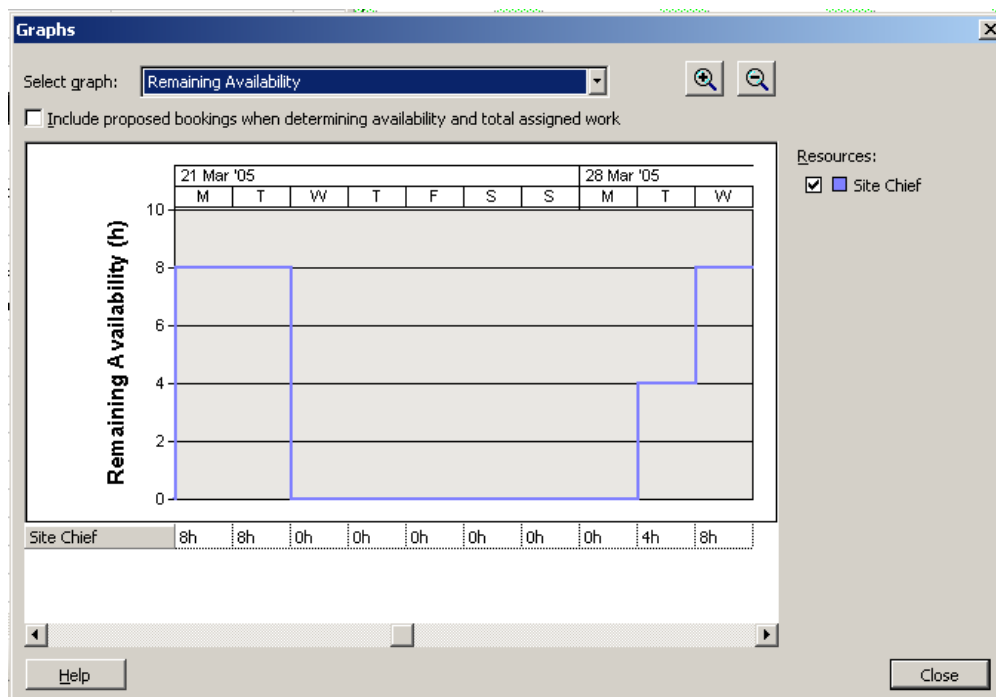 Graphs
Select graph: Remaining Availability
Include proposed bookings when determining availability and total assigned work
Resources:
Site Chief
21 Mar '05 28 Mar '05
M T W T F S S M T W
Remaining Availability (h)
10
8
6
4
2
0
Site Chief 8h 8h 0h 0h 0h 0h 0h 0h 4h 8h
Help Close